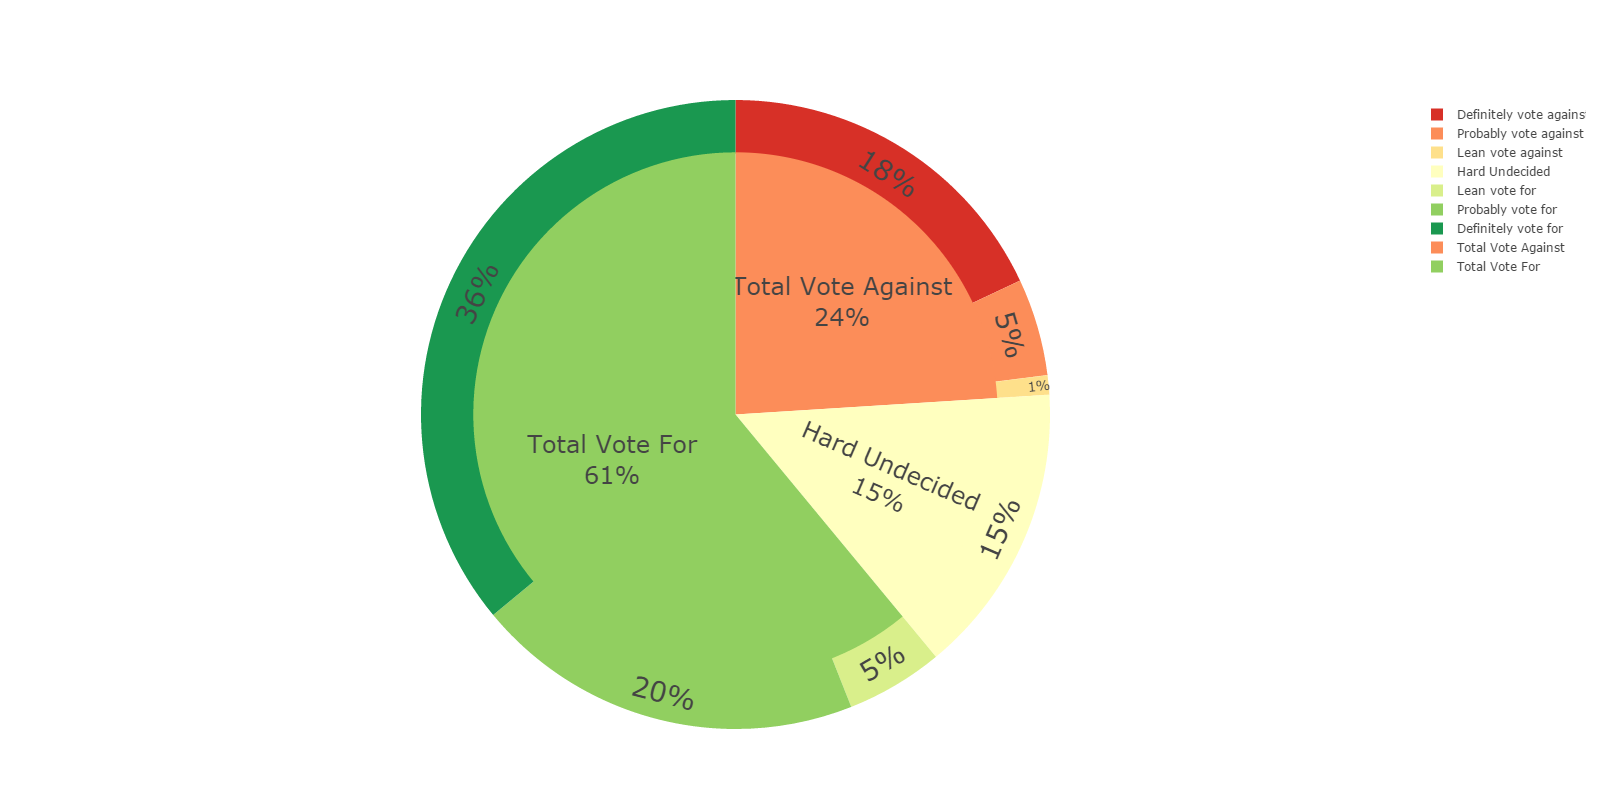 18%
36%
Total Vote Against
24%
5%
1%
Hard Undecided
15%
15%
Total Vote For
61%
5%
20%
Definitely vote agains
Probably vote against
Lean vote against
Hard Undecided
Lean vote for
Probably vote for
Definitely vote for
Total Vote Against
Total Vote For